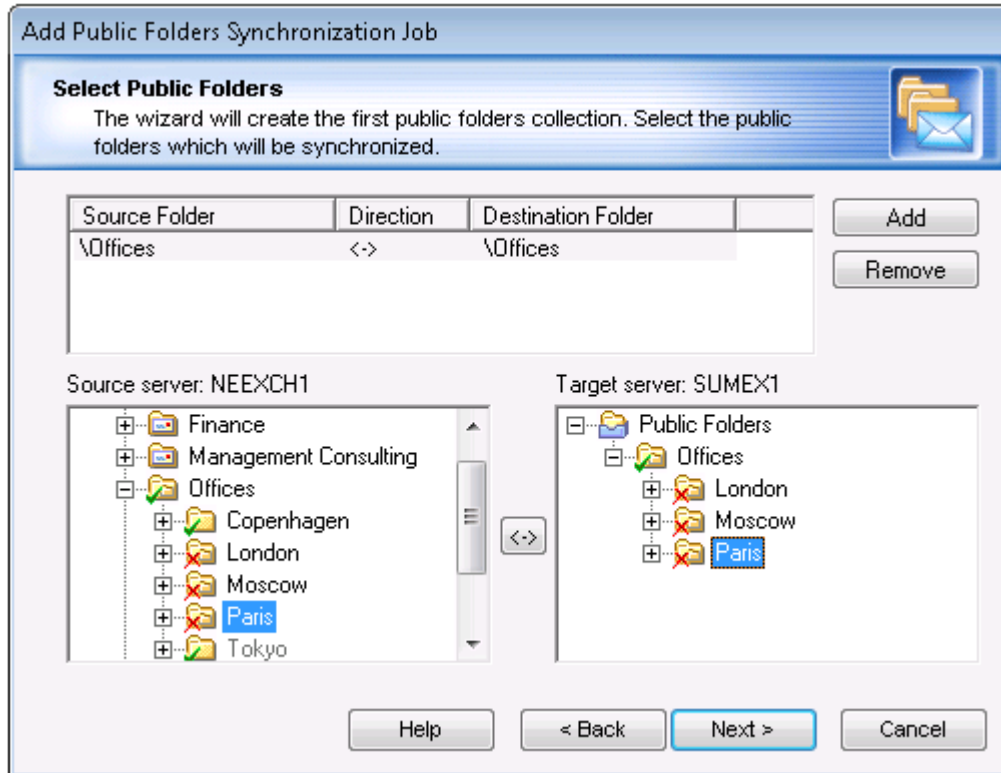 Add Public Folders Synchronization Job
Select Public Folders
The wizard will create the first public folders collection. Select the public
folders which will be synchronized.
Source Folder Direction Destination Folder
\Offices <-> \Offices
Add
Remove
Source server: NEEXCH1
Finance
Management Consulting
Offices
Copenhagen
London
Moscow
Paris
Tokyo
<->
Target server: SUMEX1
Public Folders
Offices
London
Moscow
Paris
Help
< Back
Next >
Cancel